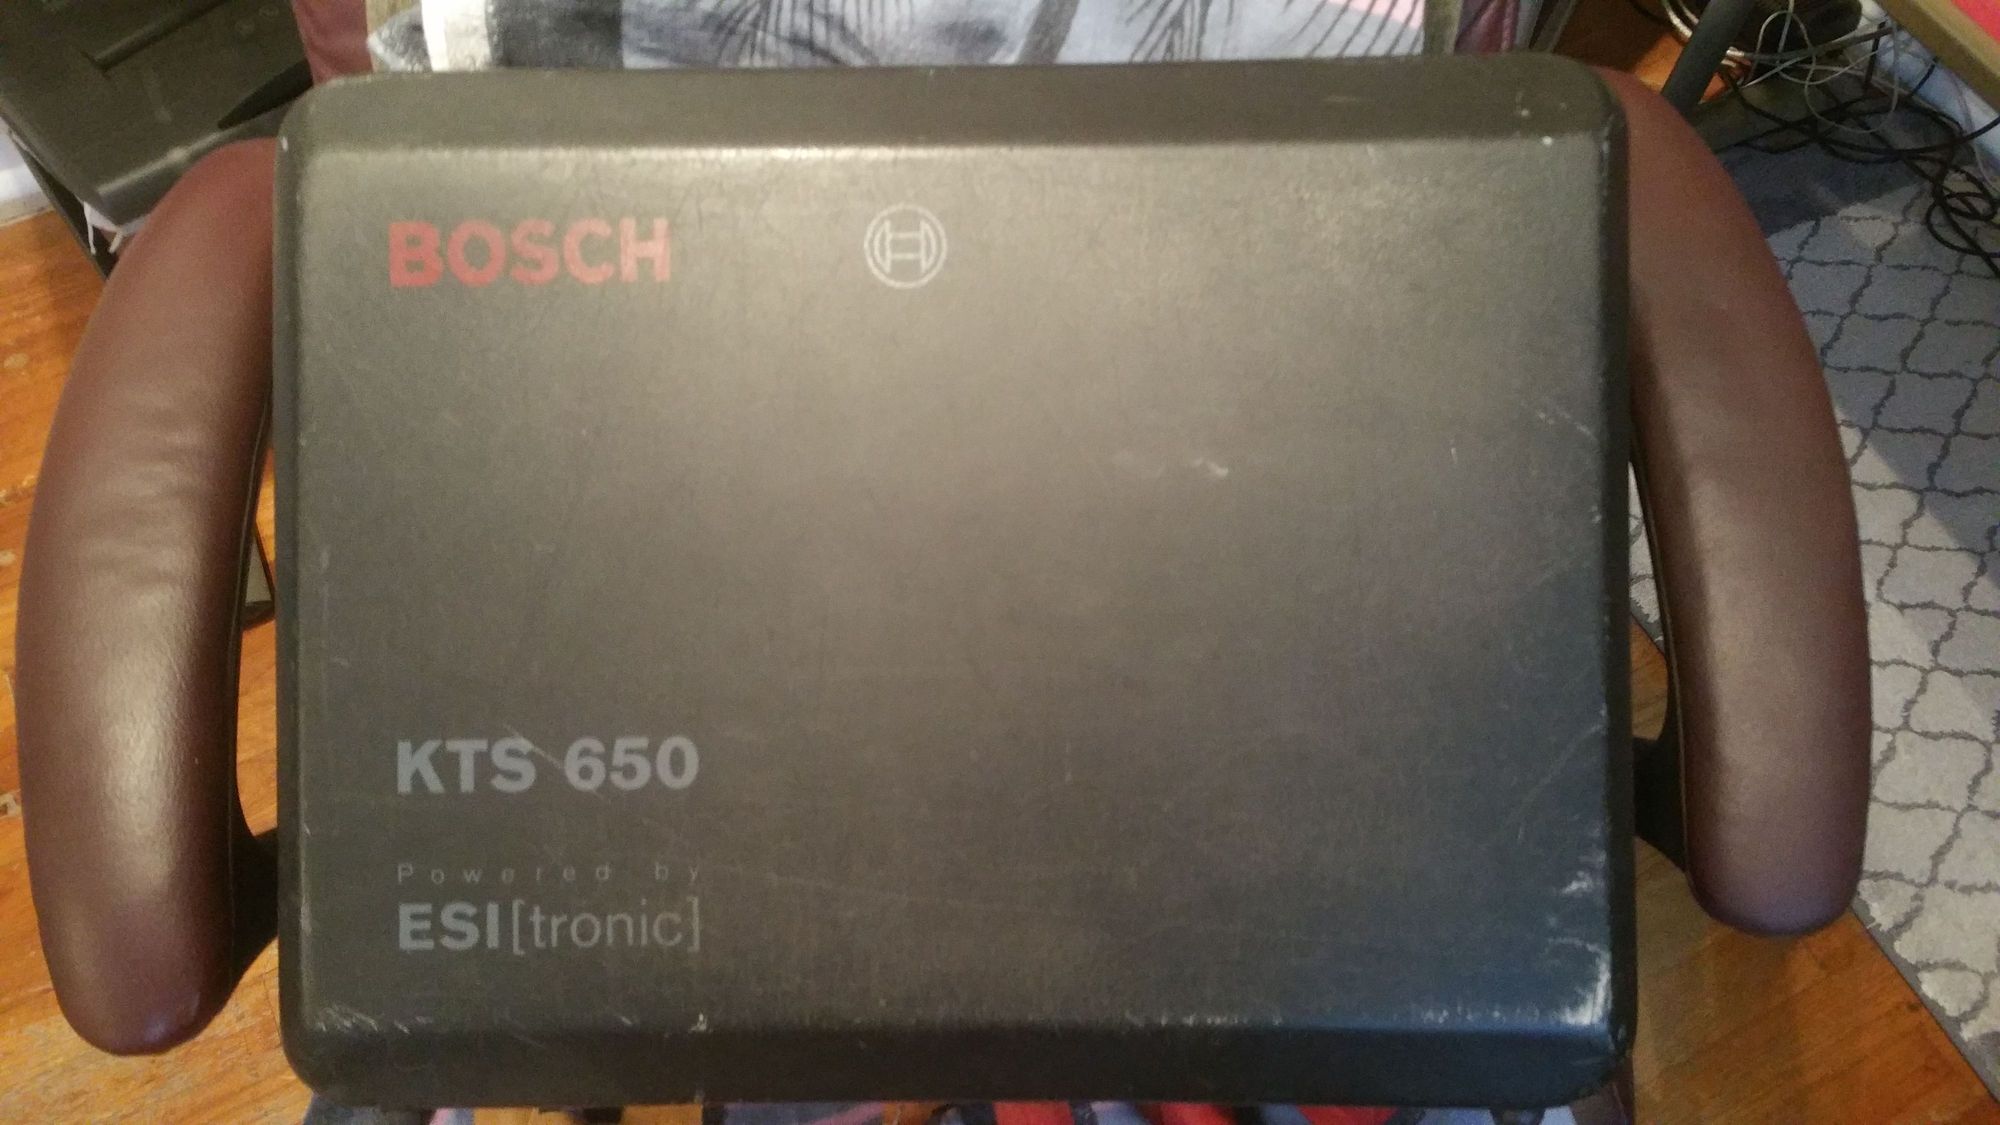 BOSCH
KTS 650
Powered by
ESI[tronic]